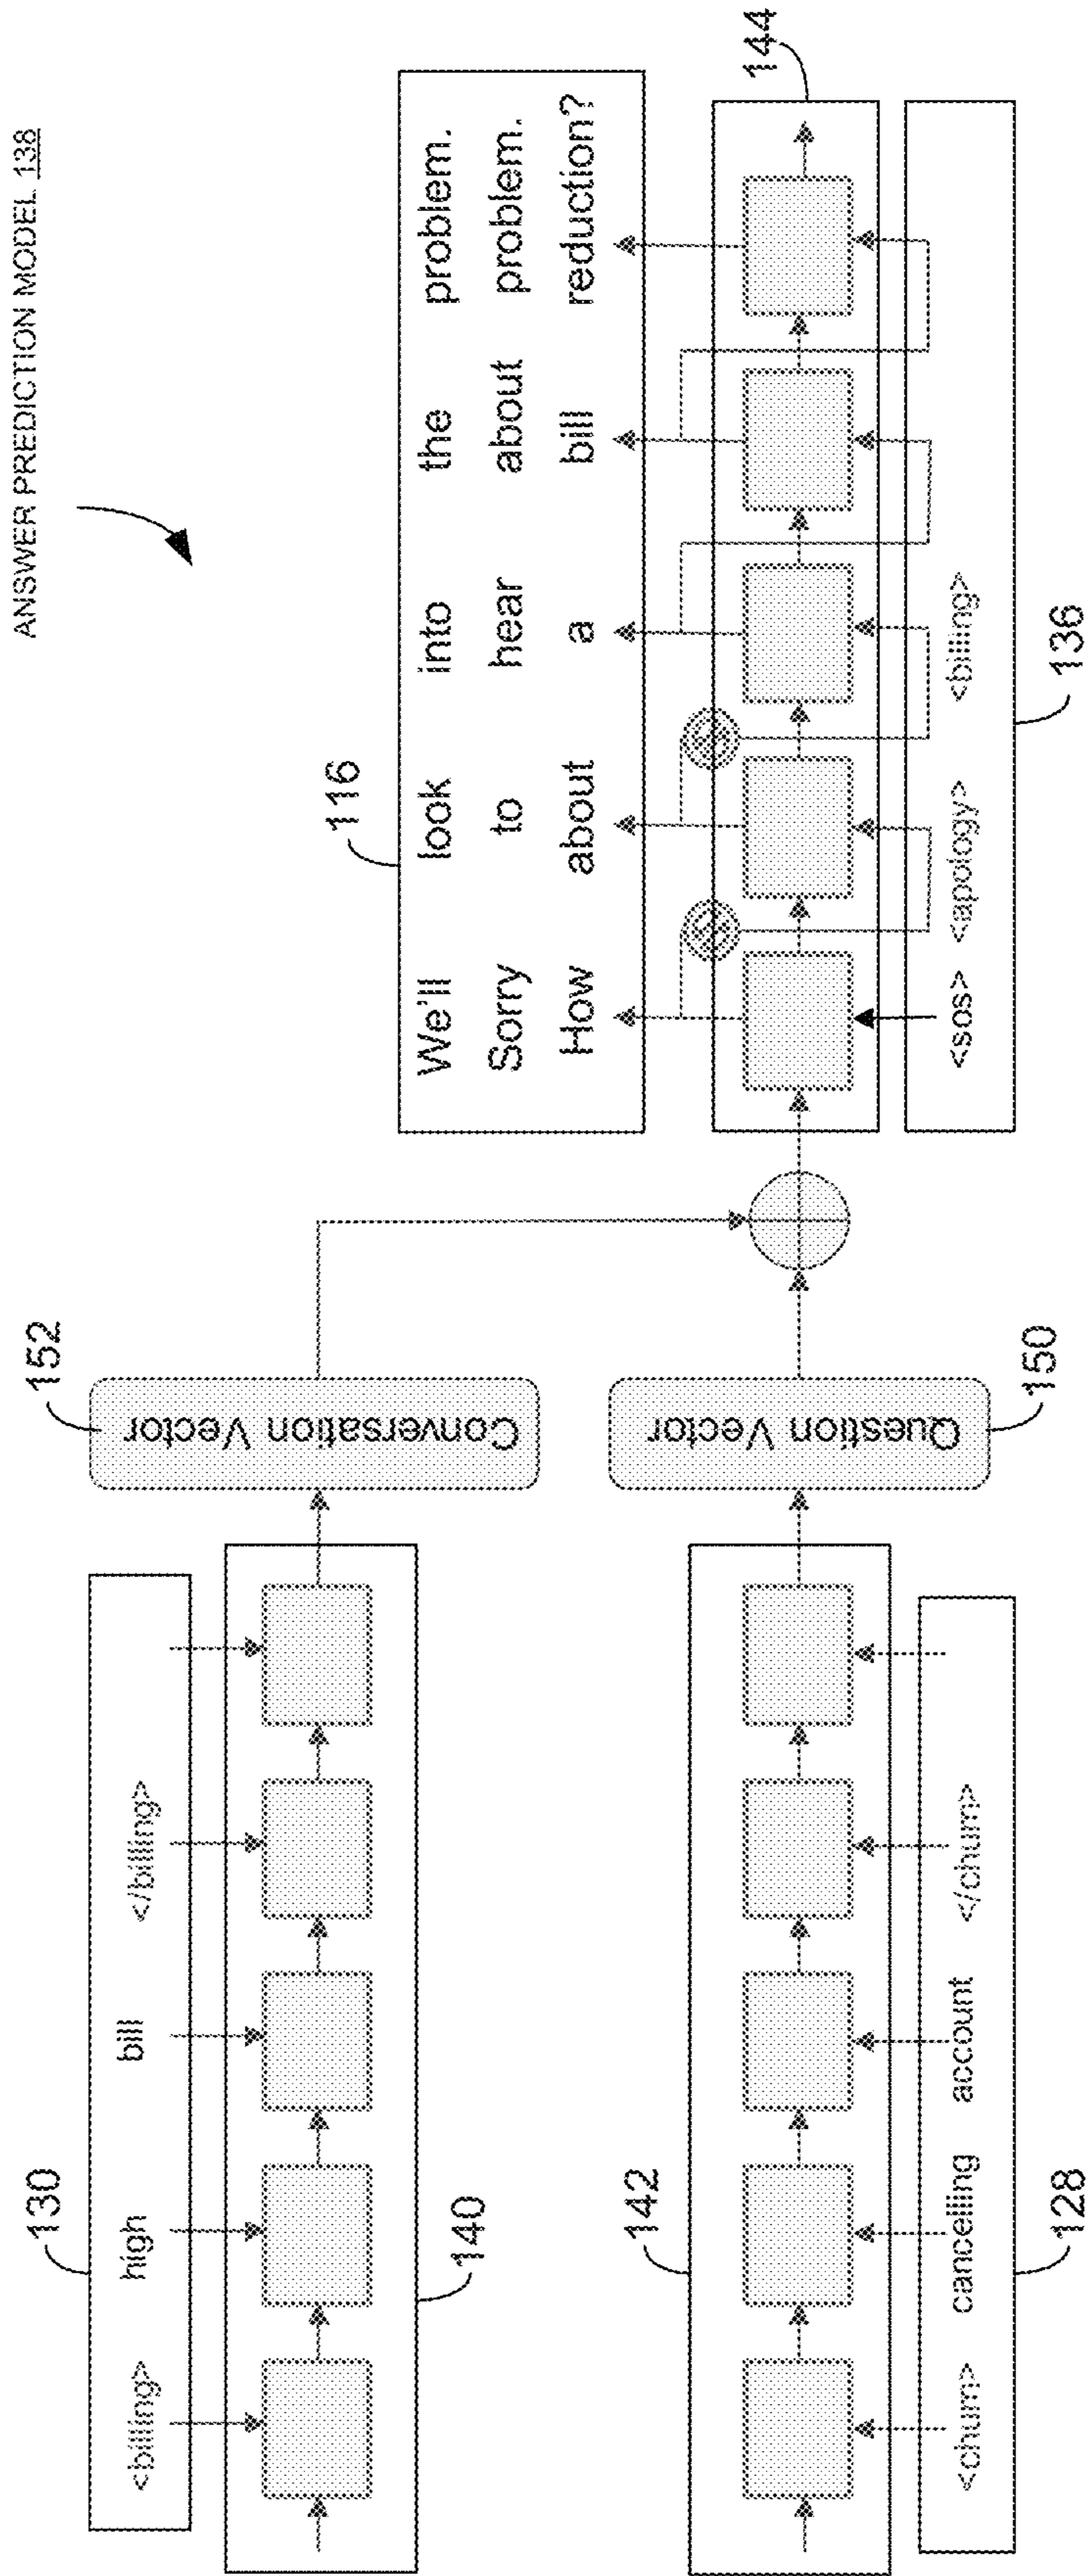 ANSWER PREDICTION MODEL 138
130
<billing> high bill </billing>
140
152
Conversation Vector
142
<churn> cancelling account </churn>
128
Question Vector
150
116
We'll look into the problem.
Sorry to hear about problem.
How about a bill reduction?
144
<sos> <apology> <billing>
136